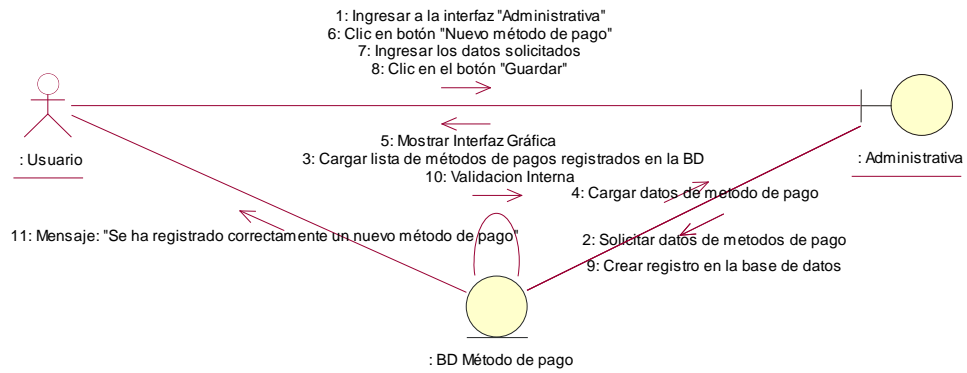 1: Ingresar a la interfaz "Administrativa"
6: Clic en botón "Nuevo método de pago"
7: Ingresar los datos solicitados
8: Clic en el botón "Guardar"
5: Mostrar Interfaz Gráfica
: Usuario
3: Cargar lista de métodos de pagos registrados en la BD
: Administrativa
10: Validacion Interna
4: Cargar datos de metodo de pago
11: Mensaje: "Se ha registrado correctamente un nuevo método de pago"
2: Solicitar datos de metodos de pago
9: Crear registro en la base de datos
: BD Método de pago